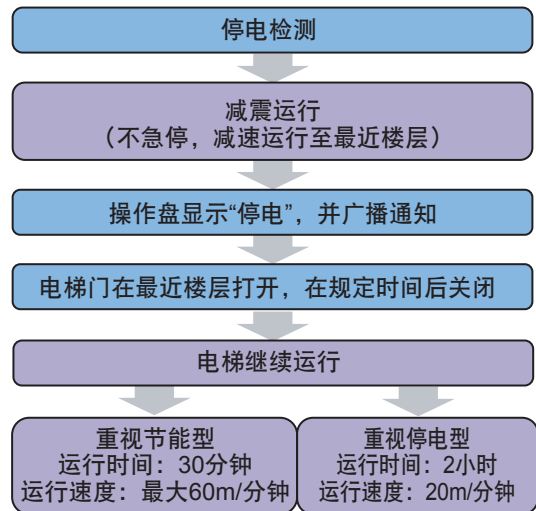 停电检测
减震运行
（不急停，减速运行至最近楼层）
操作盘显示“停电”，并广播通知
电梯门在最近楼层打开，在规定时间后关闭
电梯继续运行
重视节能型
运行时间：30分钟
运行速度：最大60m/分钟
重视停电型
运行时间：2小时
运行速度：20m/分钟